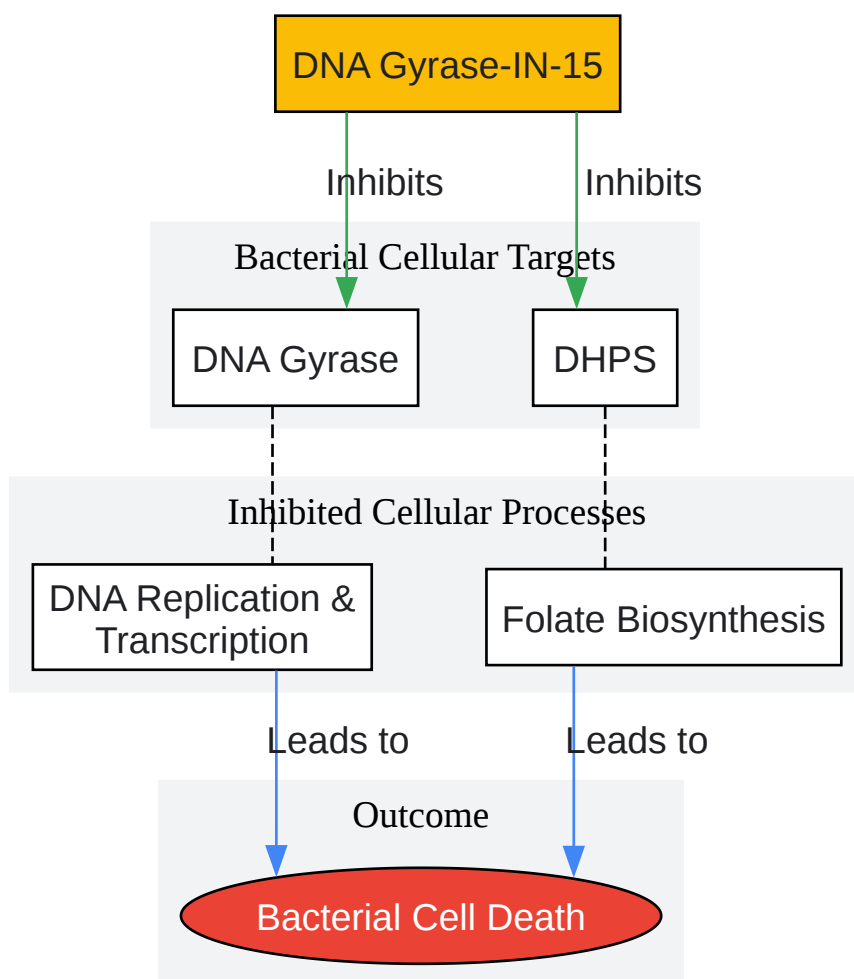 DNA Gyrase-IN-15
Inhibits
Inhibits
Bacterial Cellular Targets
DNA Gyrase
DHPS
Inhibited Cellular Processes
DNA Replication &
Transcription
Folate Biosynthesis
Leads to
Leads to
Outcome
Bacterial Cell Death